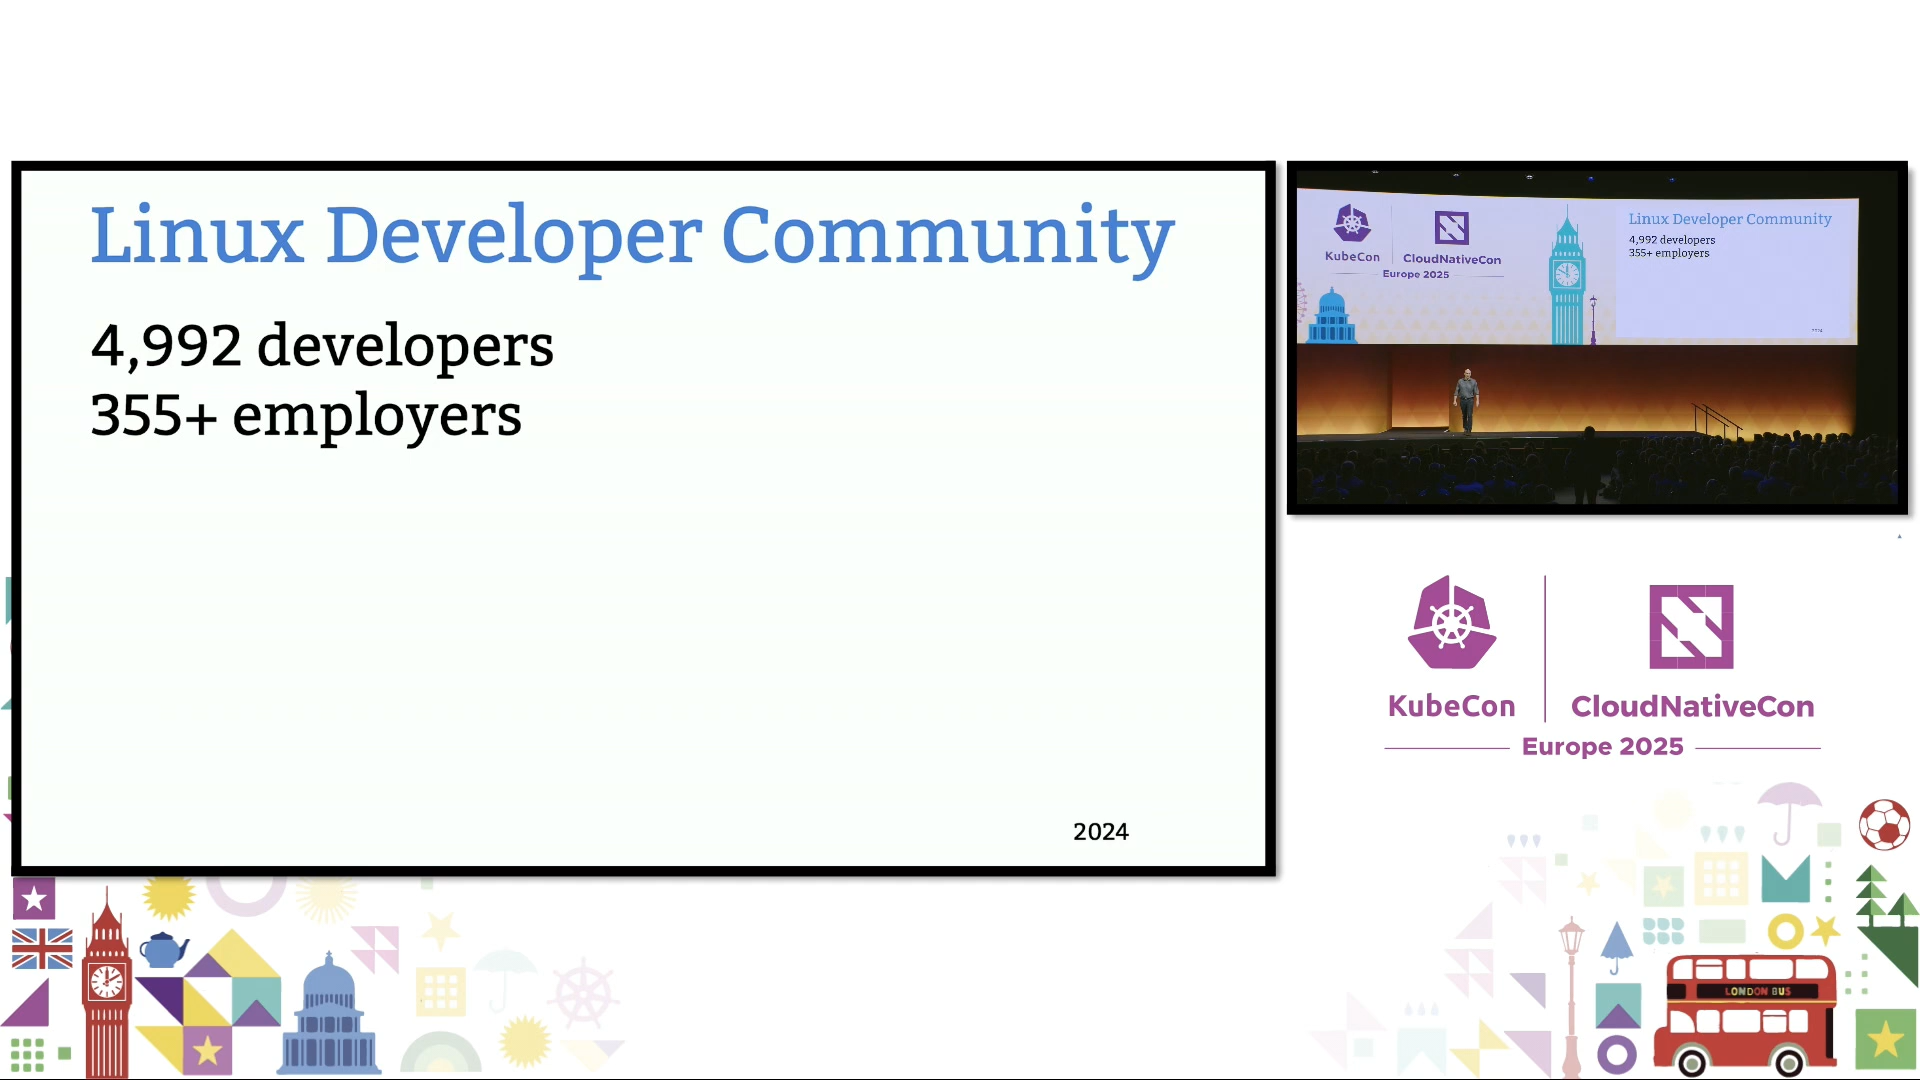 Linux Developer Community
4,992 developers
355+ employers
2024
KubeCon
CloudNativeCon
Europe 2025
Linux Developer Community
4,992 developers
355+ employers
2024
KubeCon
CloudNativeCon
Europe 2025
LONDON BUS